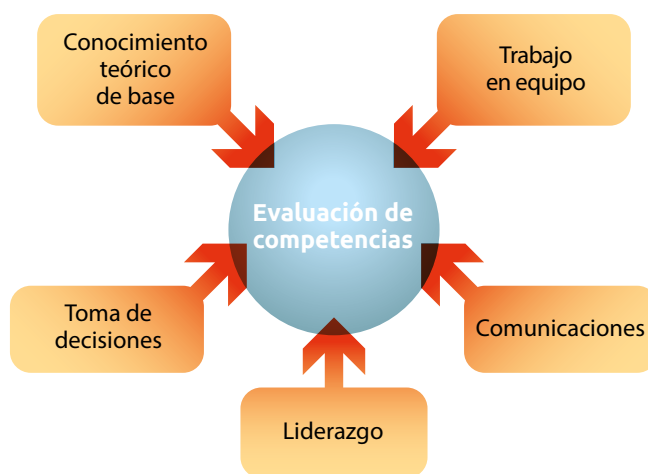 Conocimiento
teórico
de base
Trabajo
en equipo
Evaluación de
competencias
Toma de
decisiones
Comunicaciones
Liderazgo